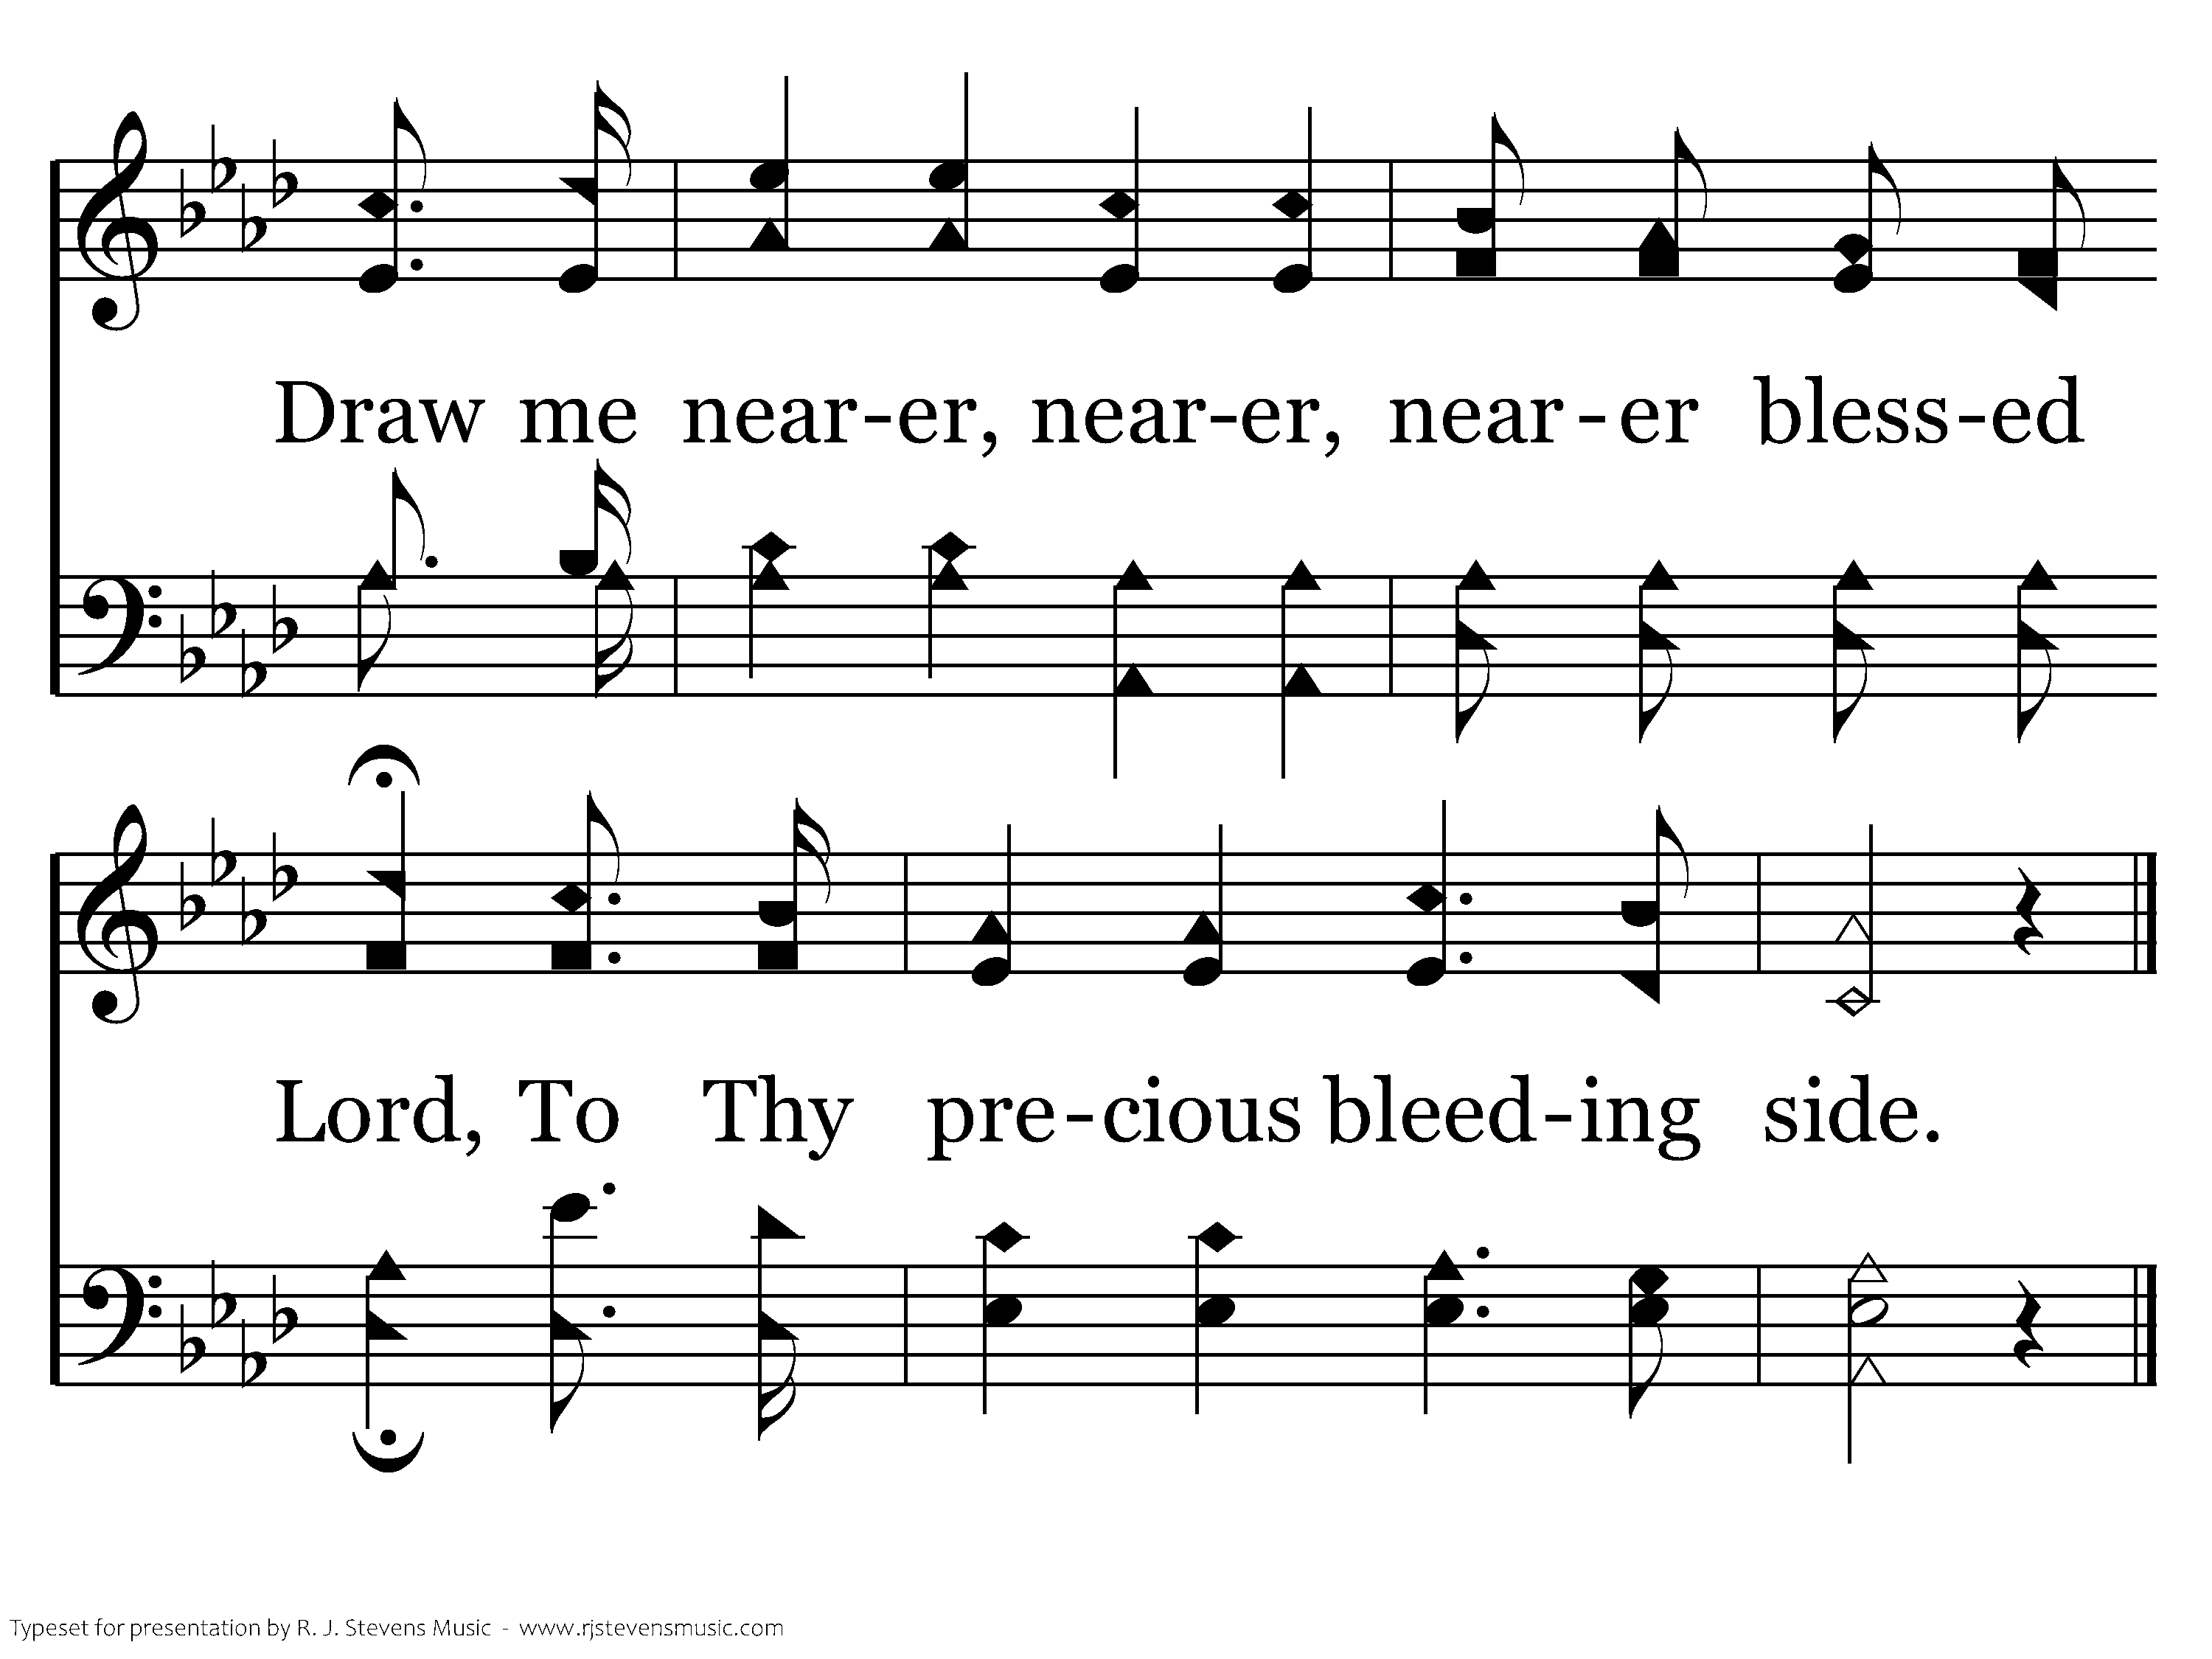 Draw me near-er, near-er, near-er bless-ed
Lord, To Thy pre-cious bleed-ing side.
Typeset for presentation by R. J. Stevens Music - www.rjstevensmusic.com